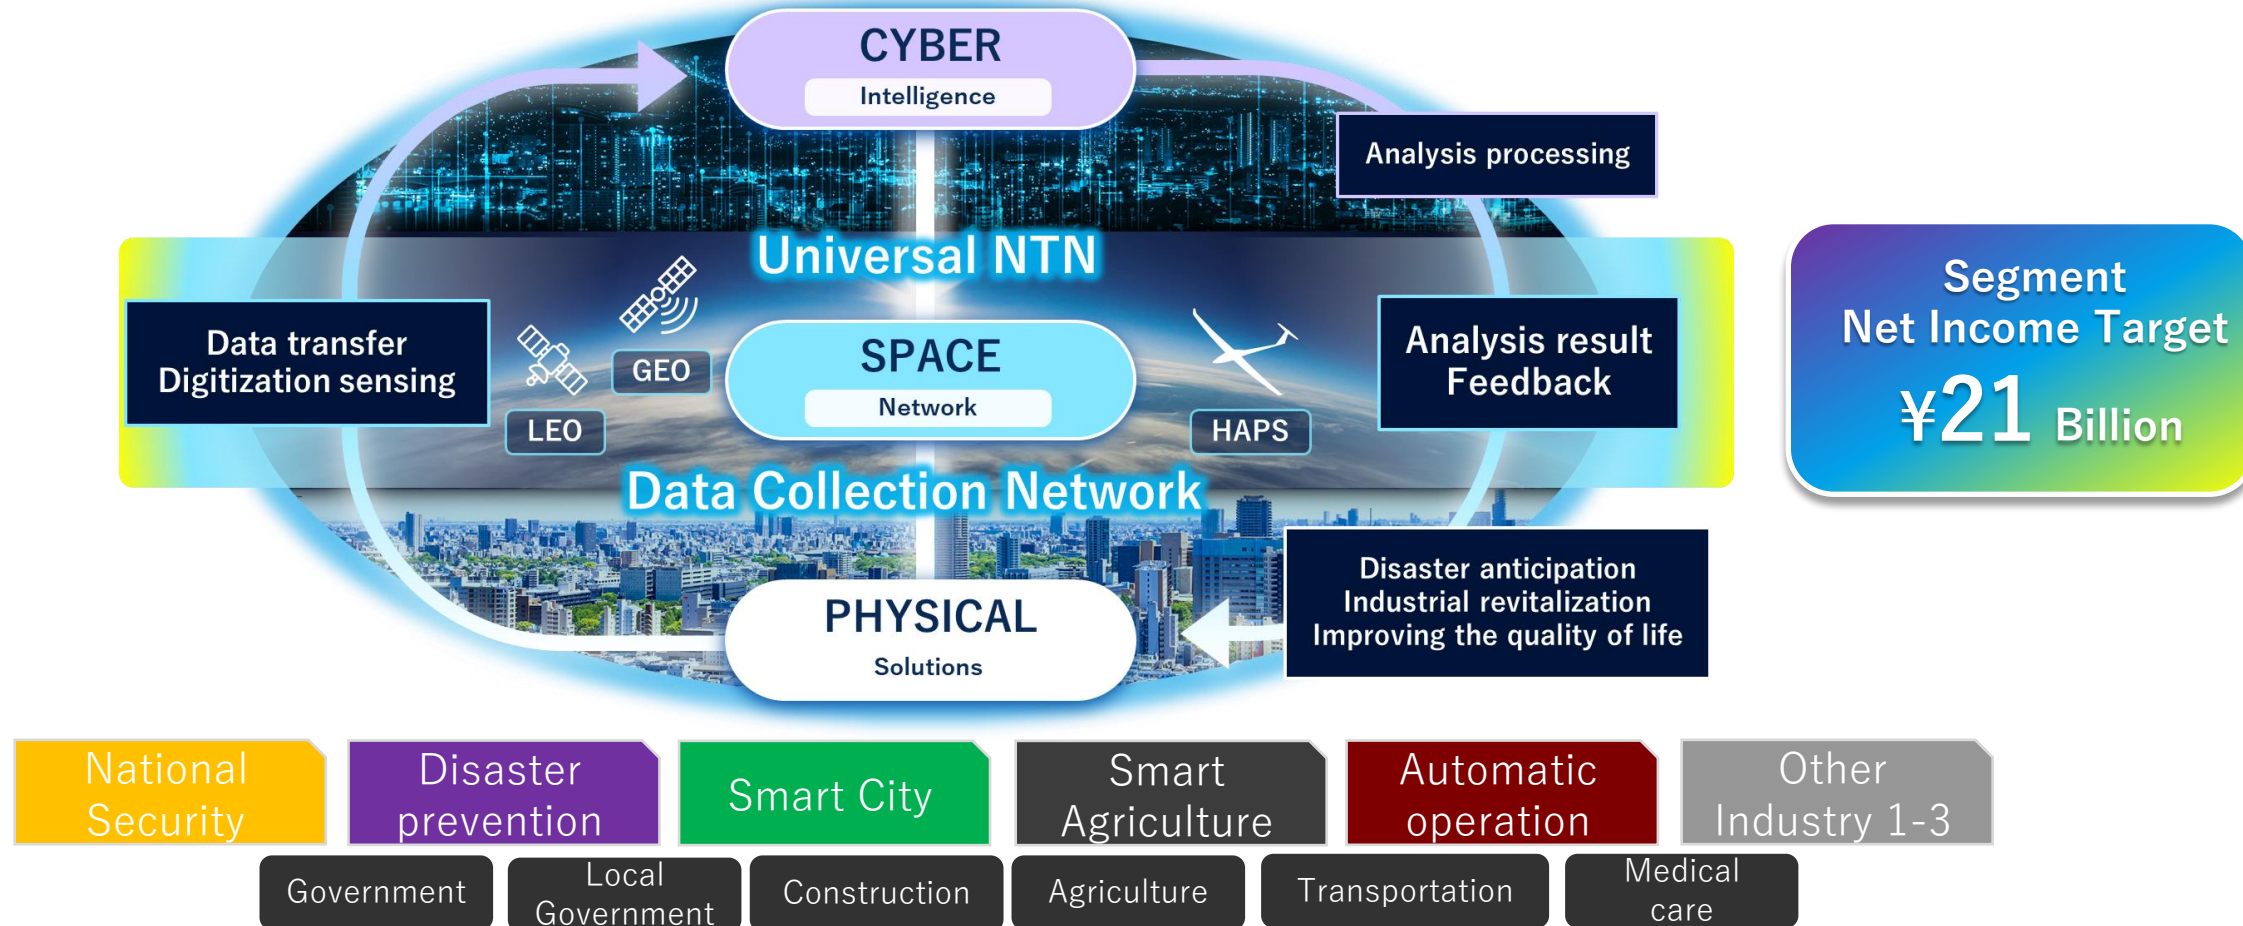 CYBER
Intelligence
Analysis processing
Universal NTN
Data transfer
Digitization sensing
GEO
LEO
SPACE
Network
HAPS
Analysis result
Feedback
Segment
Net Income Target
¥21 Billion
Data Collection Network
PHYSICAL
Solutions
Disaster anticipation
Industrial revitalization
Improving the quality of life
National
Security
Disaster
prevention
Smart City
Smart
Agriculture
Automatic
operation
Other
Industry 1-3
Government
Local
Government
Construction
Agriculture
Transportation
Medical
care